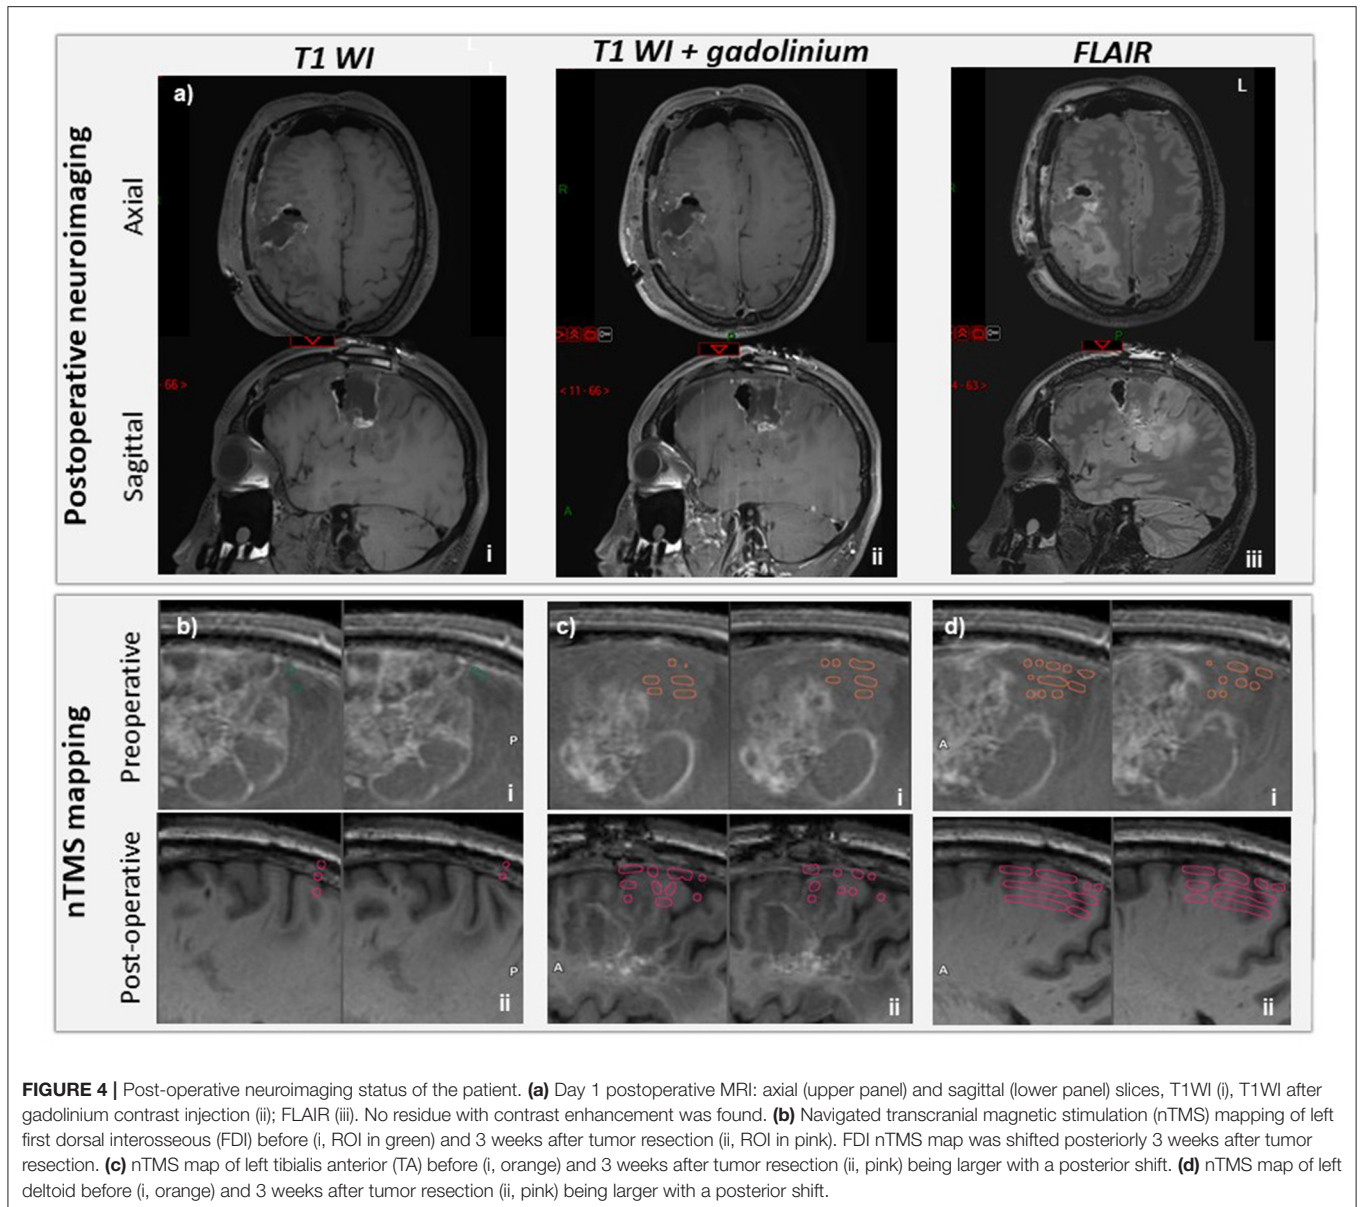 T1 WI
T1 WI + gadolinium
FLAIR
Postoperative neuroimaging
Axial
Sagittal
a)
L
R
P
- 66 >
< 11 - 66 >
4 - 63 >
A
i
ii
iii
nTMS mapping
Preoperative
Post-operative
b)
P
i
c)
i
d)
A
i
P
ii
A
ii
A
ii
FIGURE 4 | Post-operative neuroimaging status of the patient. (a) Day 1 postoperative MRI: axial (upper panel) and sagittal (lower panel) slices, T1WI (i), T1WI after
gadolinium contrast injection (ii); FLAIR (iii). No residue with contrast enhancement was found. (b) Navigated transcranial magnetic stimulation (nTMS) mapping of left
first dorsal interosseous (FDI) before (i, ROI in green) and 3 weeks after tumor resection (ii, ROI in pink). FDI nTMS map was shifted posteriorly 3 weeks after tumor
resection. (c) nTMS map of left tibialis anterior (TA) before (i, orange) and 3 weeks after tumor resection (ii, pink) being larger with a posterior shift. (d) nTMS map of left
deltoid before (i, orange) and 3 weeks after tumor resection (ii, pink) being larger with a posterior shift.